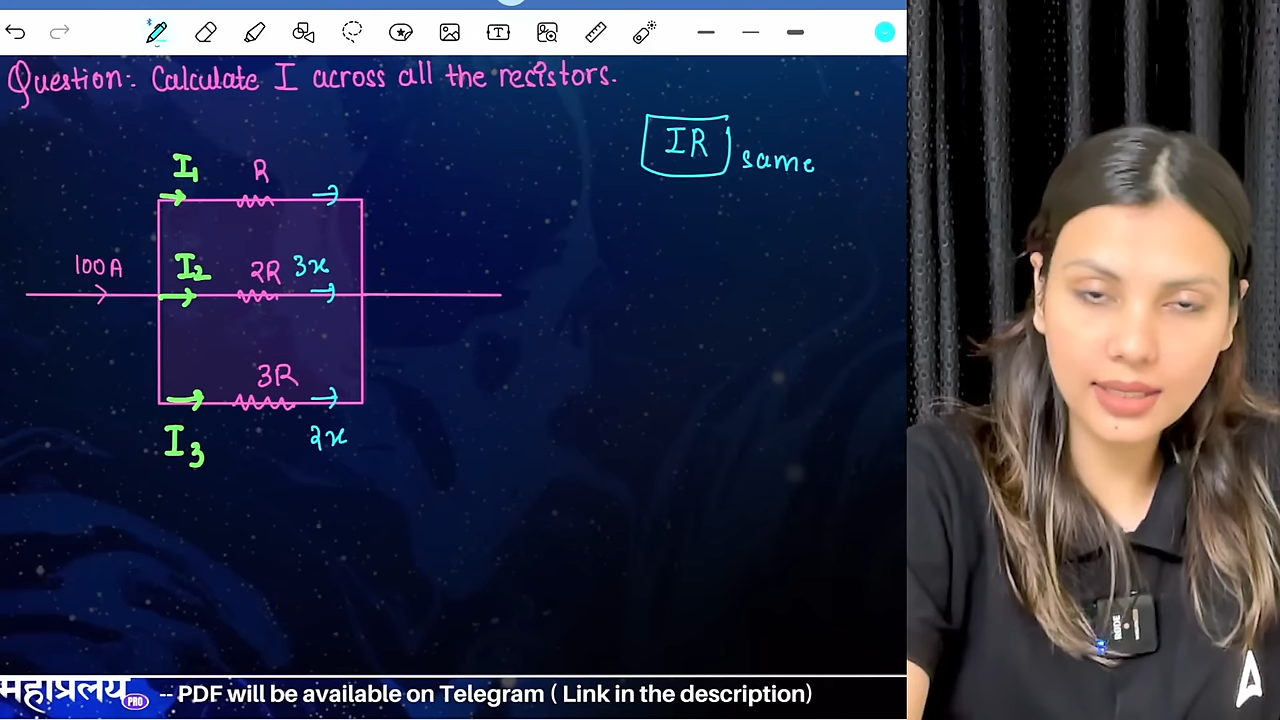 Question:- Calculate I across all the resistors.
IR same
I₁ R
100A I₂ 2R 3x
3R
I₃ 2x
महाप्रलय PRO -- PDF will be available on Telegram ( Link in the description)
RODE